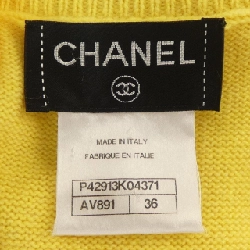 CHANEL
MADE IN ITALY
FABRIQUE EN ITALIE
P42913K04371
AV891 36